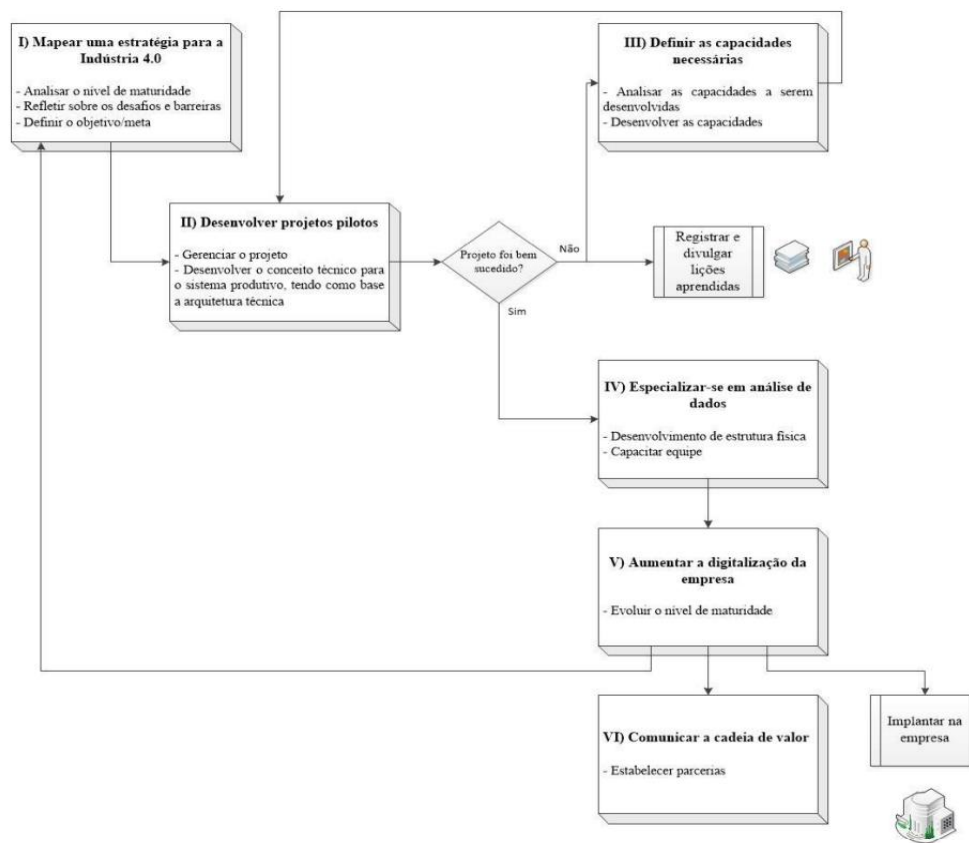 I) Mapear uma estratégia para a
Indústria 4.0
- Analisar o nível de maturidade
- Refletir sobre os desafios e barreiras
- Definir o objetivo/meta
III) Definir as capacidades
necessárias
- Analisar as capacidades a serem
desenvolvidas
- Desenvolver as capacidades
II) Desenvolver projetos pilotos
- Gerenciar o projeto
- Desenvolver o conceito técnico para
o sistema produtivo, tendo como base
a arquitetura técnica
Projeto foi bem
sucedido?
Não
Sim
Registrar e
divulgar
lições
aprendidas
IV) Especializar-se em análise de
dados
- Desenvolvimento de estrutura física
- Capacitar equipe
V) Aumentar a digitalização da
empresa
- Evoluir o nível de maturidade
VI) Comunicar a cadeia de valor
- Estabelecer parcerias
Implantar na
empresa